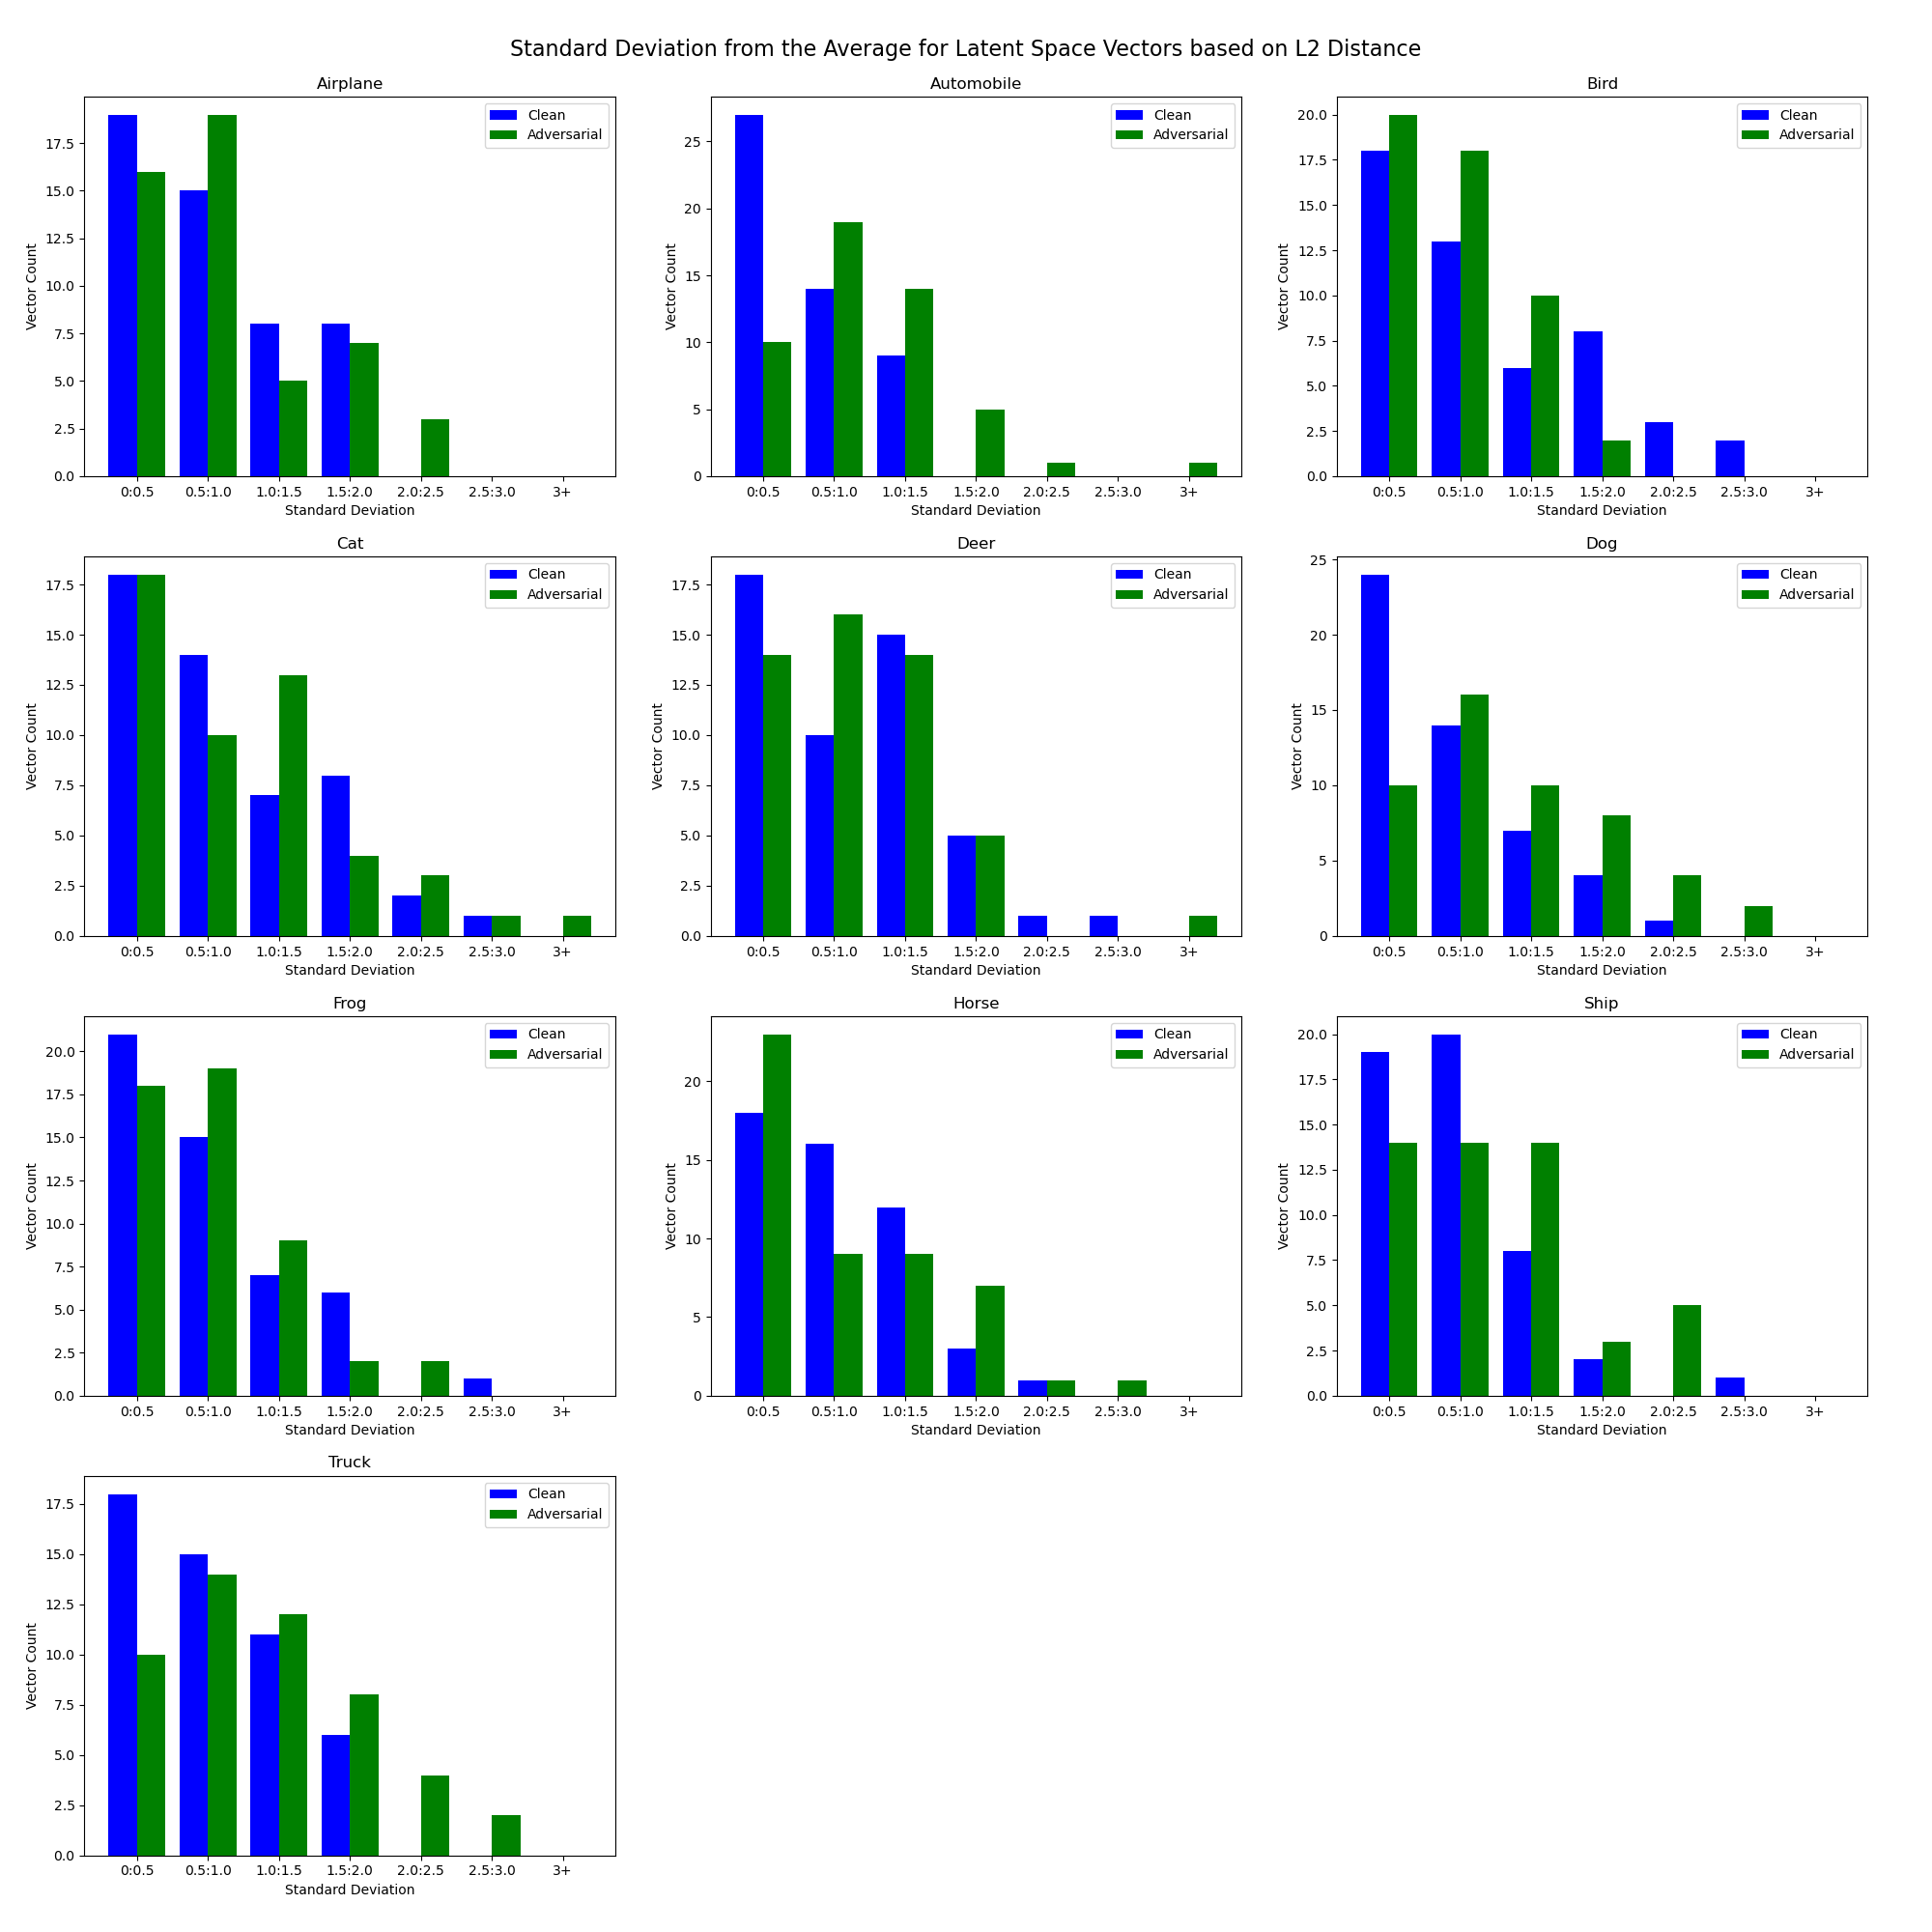 Standard Deviation from the Average for Latent Space Vectors based on L2 Distance
Airplane
Clean
Adversarial
17.5
15.0
12.5
10.0
7.5
5.0
2.5
0.0
Vector Count
0:0.5 0.5:1.0 1.0:1.5 1.5:2.0 2.0:2.5 2.5:3.0 3+
Standard Deviation
Automobile
Clean
Adversarial
25
20
15
10
5
0
Vector Count
0:0.5 0.5:1.0 1.0:1.5 1.5:2.0 2.0:2.5 2.5:3.0 3+
Standard Deviation
Bird
Clean
Adversarial
20.0
17.5
15.0
12.5
10.0
7.5
5.0
2.5
0.0
Vector Count
0:0.5 0.5:1.0 1.0:1.5 1.5:2.0 2.0:2.5 2.5:3.0 3+
Standard Deviation
Cat
Clean
Adversarial
17.5
15.0
12.5
10.0
7.5
5.0
2.5
0.0
Vector Count
0:0.5 0.5:1.0 1.0:1.5 1.5:2.0 2.0:2.5 2.5:3.0 3+
Standard Deviation
Deer
Clean
Adversarial
17.5
15.0
12.5
10.0
7.5
5.0
2.5
0.0
Vector Count
0:0.5 0.5:1.0 1.0:1.5 1.5:2.0 2.0:2.5 2.5:3.0 3+
Standard Deviation
Dog
Clean
Adversarial
25
20
15
10
5
0
Vector Count
0:0.5 0.5:1.0 1.0:1.5 1.5:2.0 2.0:2.5 2.5:3.0 3+
Standard Deviation
Frog
Clean
Adversarial
20.0
17.5
15.0
12.5
10.0
7.5
5.0
2.5
0.0
Vector Count
0:0.5 0.5:1.0 1.0:1.5 1.5:2.0 2.0:2.5 2.5:3.0 3+
Standard Deviation
Horse
Clean
Adversarial
20
15
10
5
0
Vector Count
0:0.5 0.5:1.0 1.0:1.5 1.5:2.0 2.0:2.5 2.5:3.0 3+
Standard Deviation
Ship
Clean
Adversarial
20.0
17.5
15.0
12.5
10.0
7.5
5.0
2.5
0.0
Vector Count
0:0.5 0.5:1.0 1.0:1.5 1.5:2.0 2.0:2.5 2.5:3.0 3+
Standard Deviation
Truck
Clean
Adversarial
17.5
15.0
12.5
10.0
7.5
5.0
2.5
0.0
Vector Count
0:0.5 0.5:1.0 1.0:1.5 1.5:2.0 2.0:2.5 2.5:3.0 3+
Standard Deviation